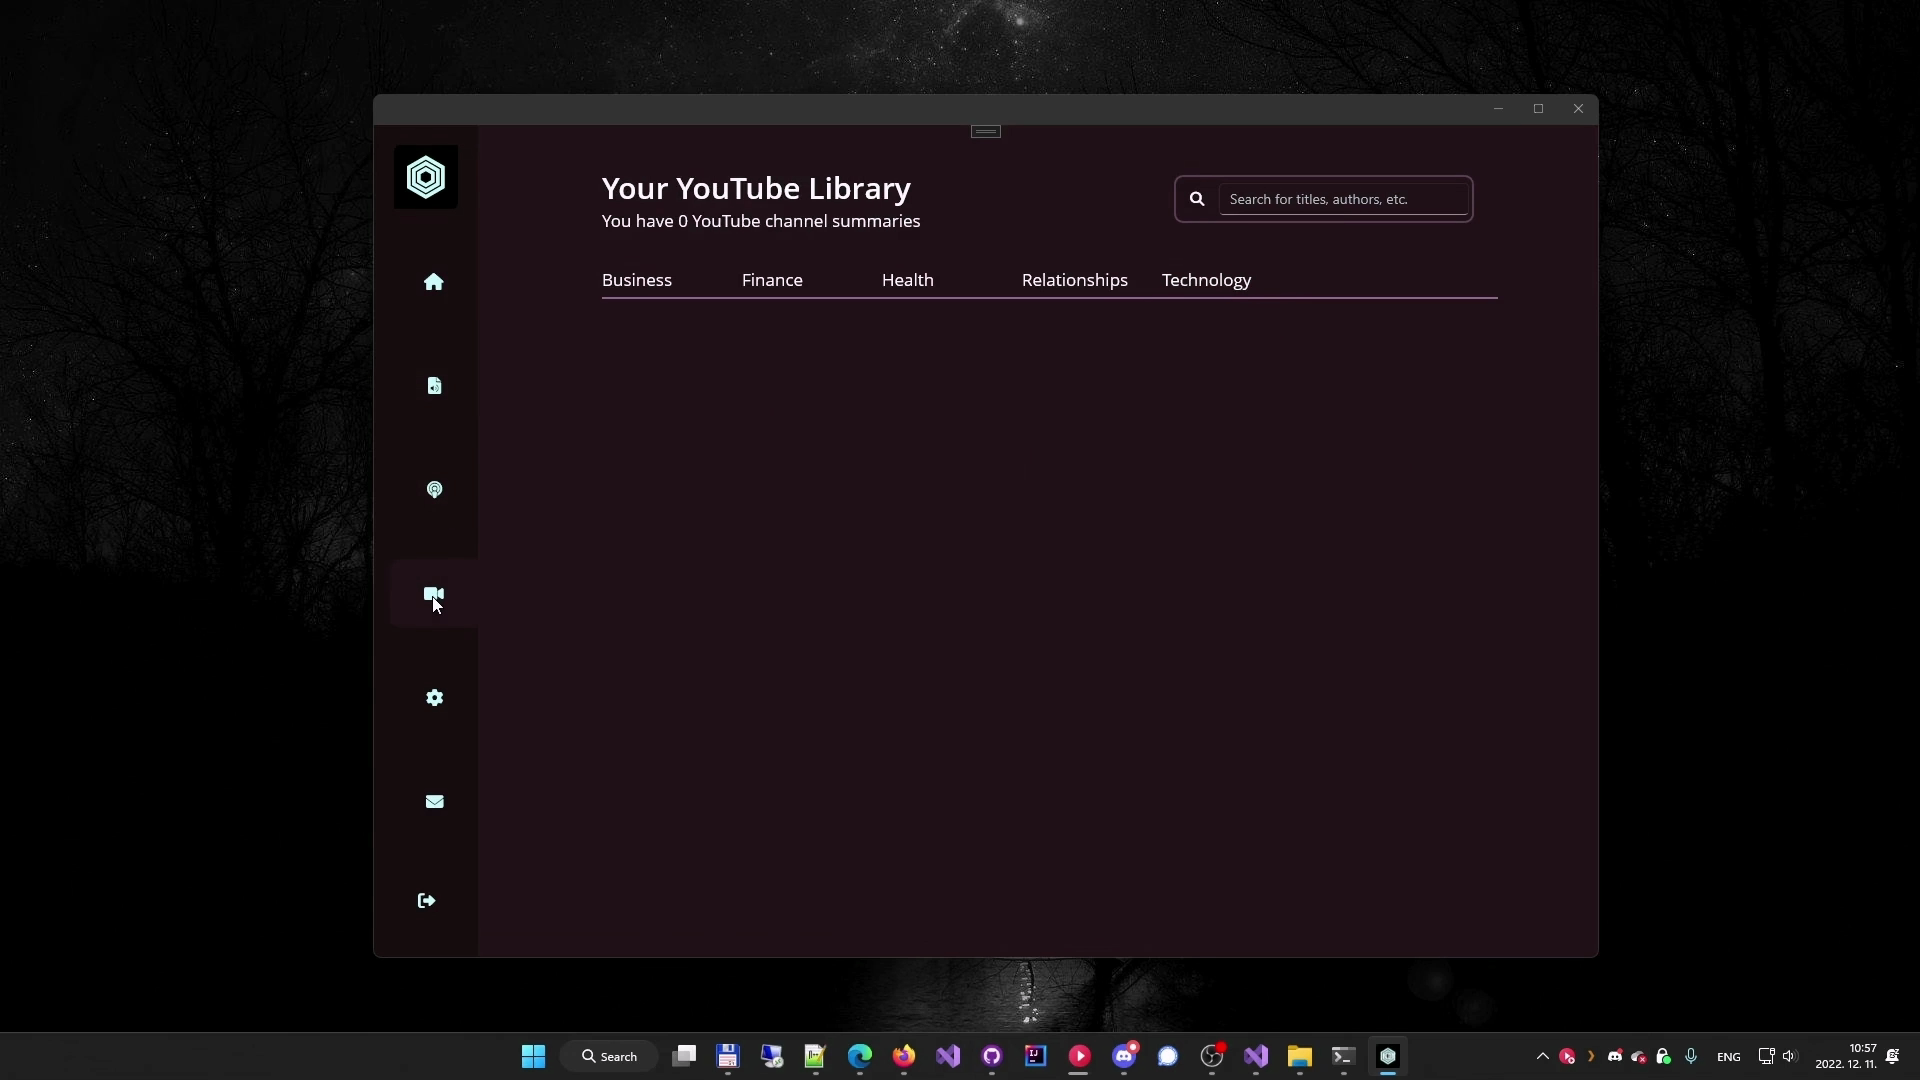 Your YouTube Library
You have 0 YouTube channel summaries
Search for titles, authors, etc.
Business Finance Health Relationships Technology
Search
ENG
10:57
2022. 12. 11.